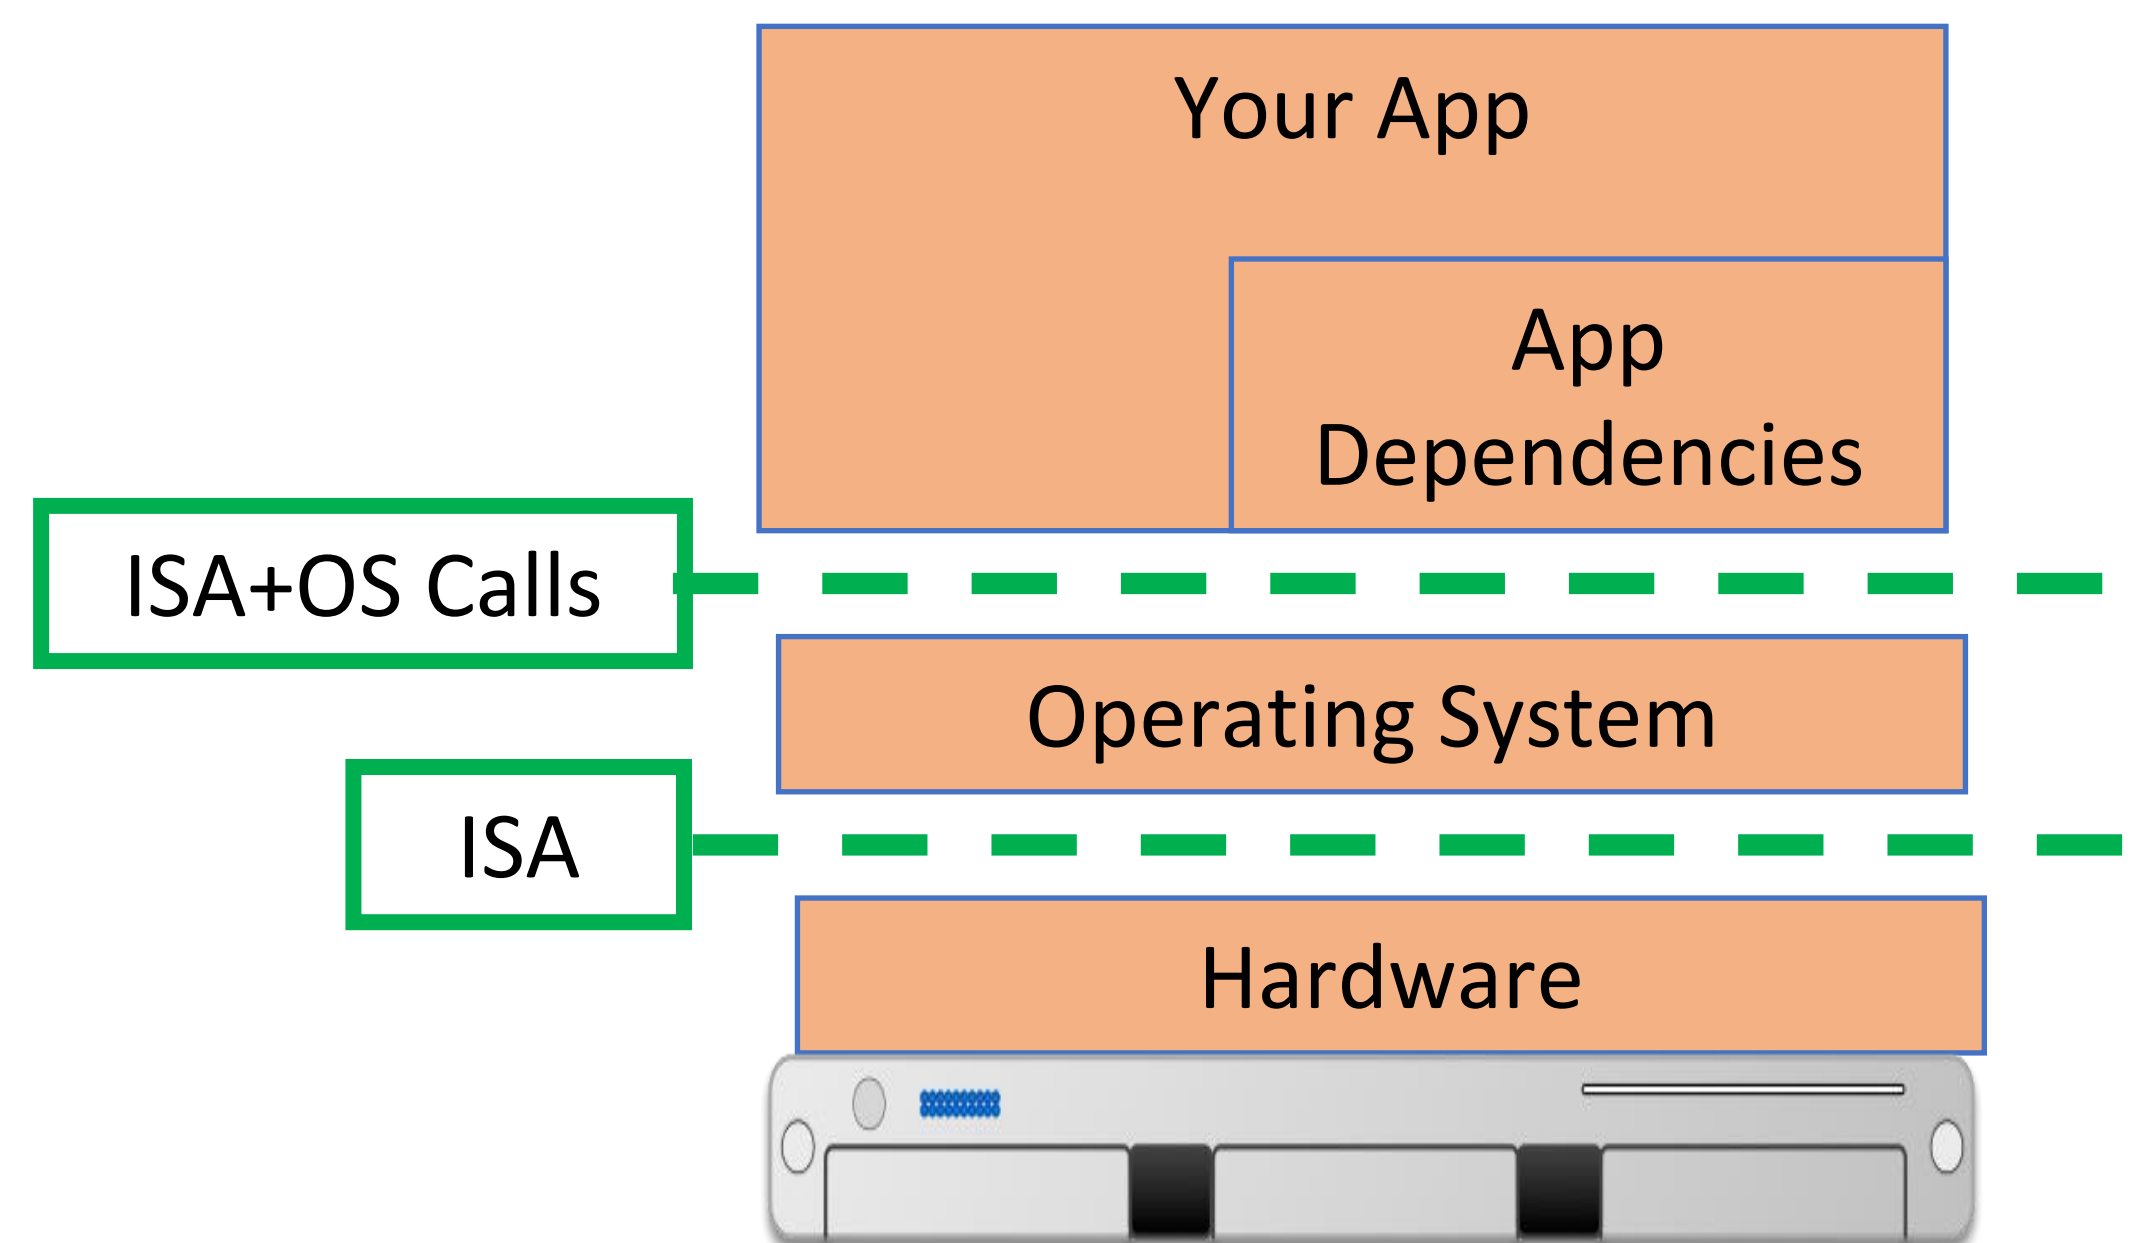 Your App
App
Dependencies
ISA+OS Calls
Operating System
ISA
Hardware